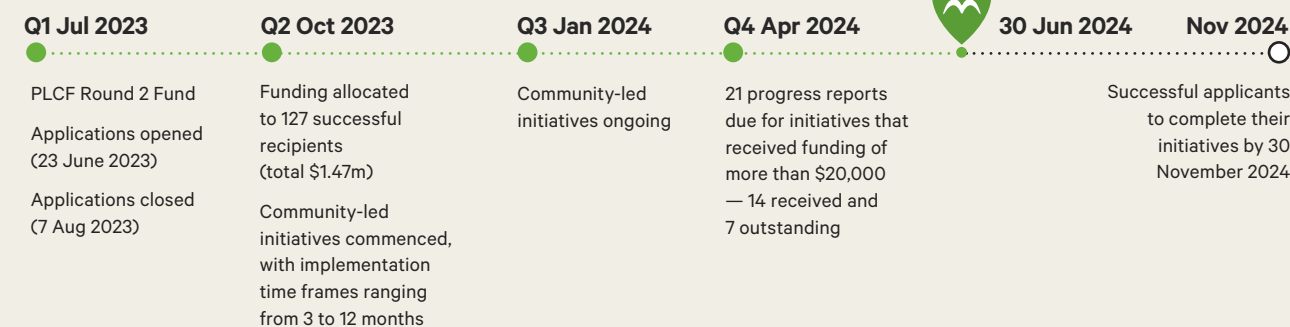 Q1 Jul 2023
PLCF Round 2 Fund
Applications opened
(23 June 2023)
Applications closed
(7 Aug 2023)
Q2 Oct 2023
Funding allocated
to 127 successful
recipients
(total $1.47m)
Community-led
initiatives commenced,
with implementation
time frames ranging
from 3 to 12 months
Q3 Jan 2024
Community-led
initiatives ongoing
Q4 Apr 2024
21 progress reports
due for initiatives that
received funding of
more than $20,000
— 14 received and
7 outstanding
30 Jun 2024
Nov 2024
Successful applicants
to complete their
initiatives by 30
November 2024